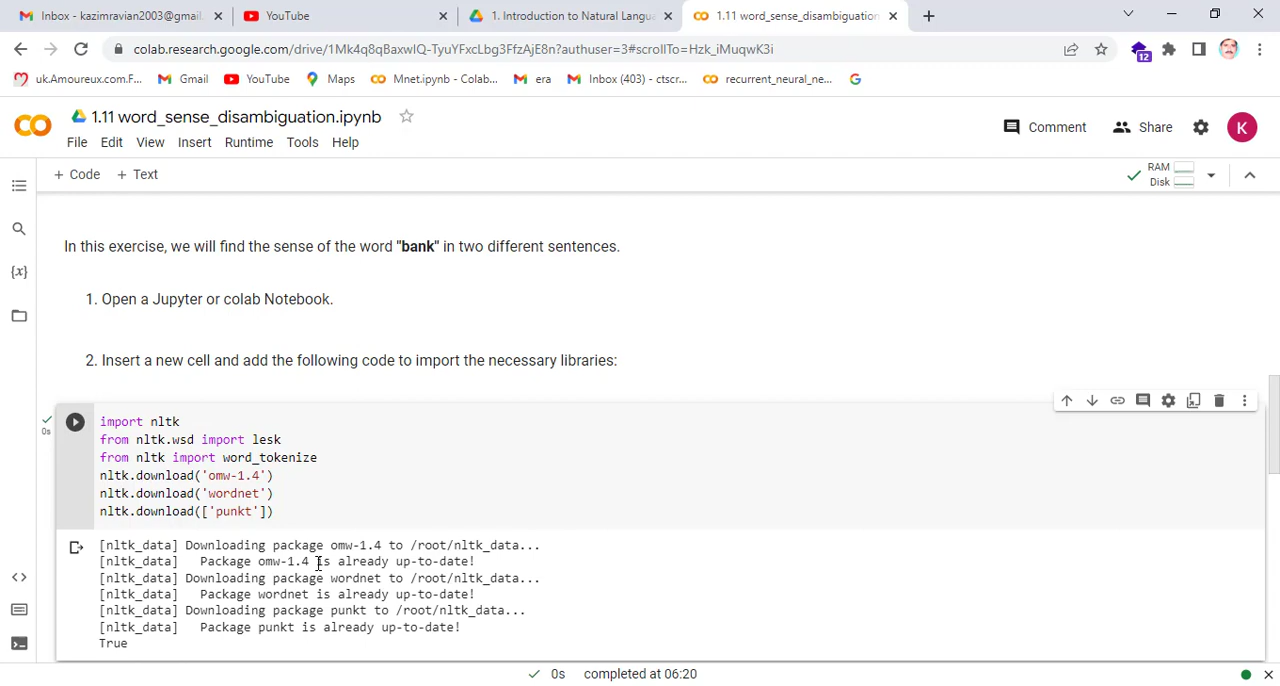 Inbox - kazimravian2003@gmail.
YouTube
1. Introduction to Natural Langua
1.11 word_sense_disambiguation
colab.research.google.com/drive/1Mk4q8qBaxwIQ-TyuYFxcLbg3FfzAjE8n?authuser=3#scrollTo=Hzk_iMuqwK3i
12
uk.Amoureux.com.F...
Gmail
YouTube
Maps
Mnet.ipynb - Colab...
era
Inbox (403) - ctscr...
recurrent_neural_ne...
1.11 word_sense_disambiguation.ipynb
Comment
Share
K
File Edit View Insert Runtime Tools Help
+ Code + Text
RAM
Disk
In this exercise, we will find the sense of the word "bank" in two different sentences.
1. Open a Jupyter or colab Notebook.
2. Insert a new cell and add the following code to import the necessary libraries:
0s
import nltk
from nltk.wsd import lesk
from nltk import word_tokenize
nltk.download('omw-1.4')
nltk.download('wordnet')
nltk.download(['punkt'])
[nltk_data] Downloading package omw-1.4 to /root/nltk_data...
[nltk_data]   Package omw-1.4 is already up-to-date!
[nltk_data] Downloading package wordnet to /root/nltk_data...
[nltk_data]   Package wordnet is already up-to-date!
[nltk_data] Downloading package punkt to /root/nltk_data...
[nltk_data]   Package punkt is already up-to-date!
True
0s completed at 06:20